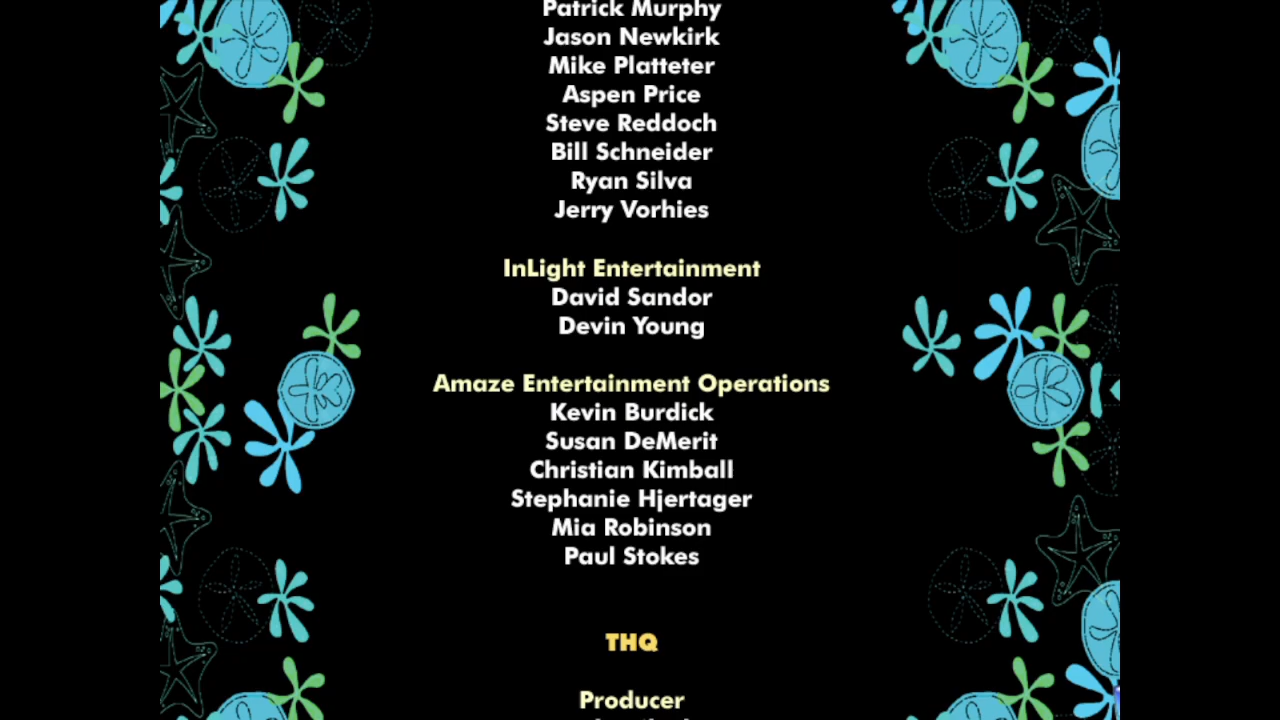 Patrick Murphy
Jason Newkirk
Mike Platteter
Aspen Price
Steve Reddoch
Bill Schneider
Ryan Silva
Jerry Vorhies
InLight Entertainment
David Sandor
Devin Young
Amaze Entertainment Operations
Kevin Burdick
Susan DeMerit
Christian Kimball
Stephanie Hjertager
Mia Robinson
Paul Stokes
THQ
Producer